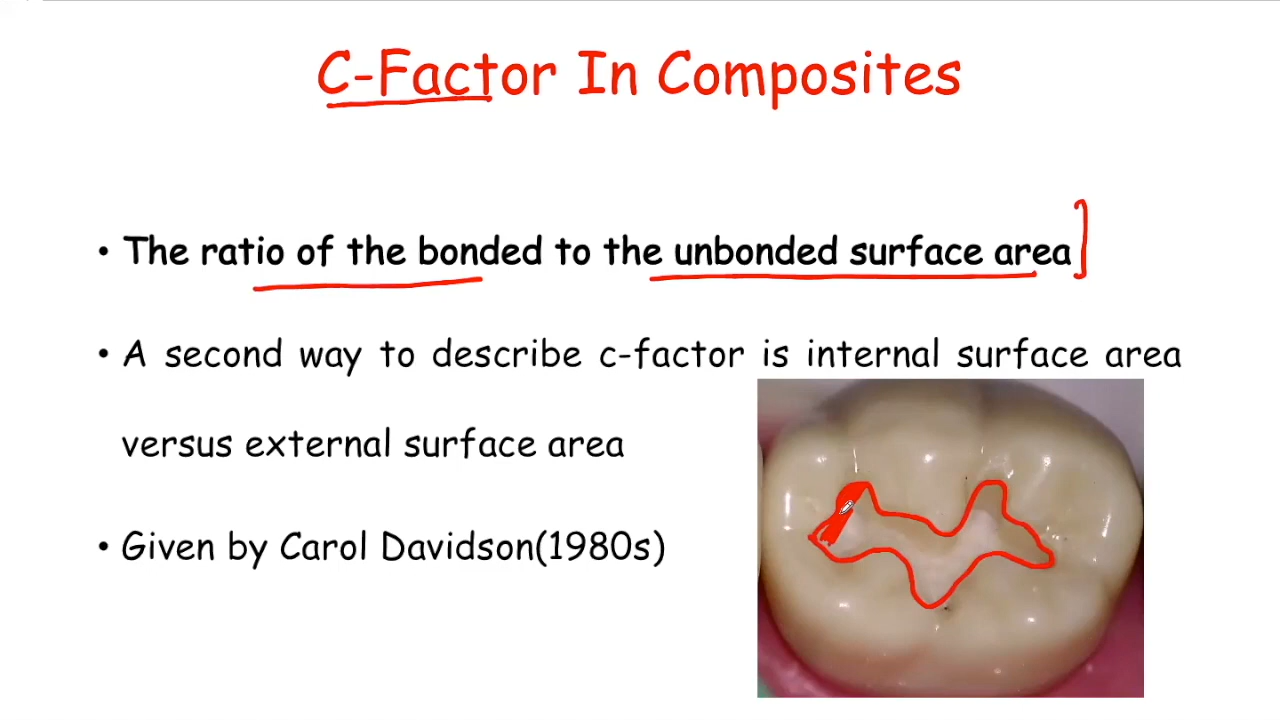 C-Factor In Composites
• The ratio of the bonded to the unbonded surface area
• A second way to describe c-factor is internal surface area
versus external surface area
• Given by Carol Davidson(1980s)